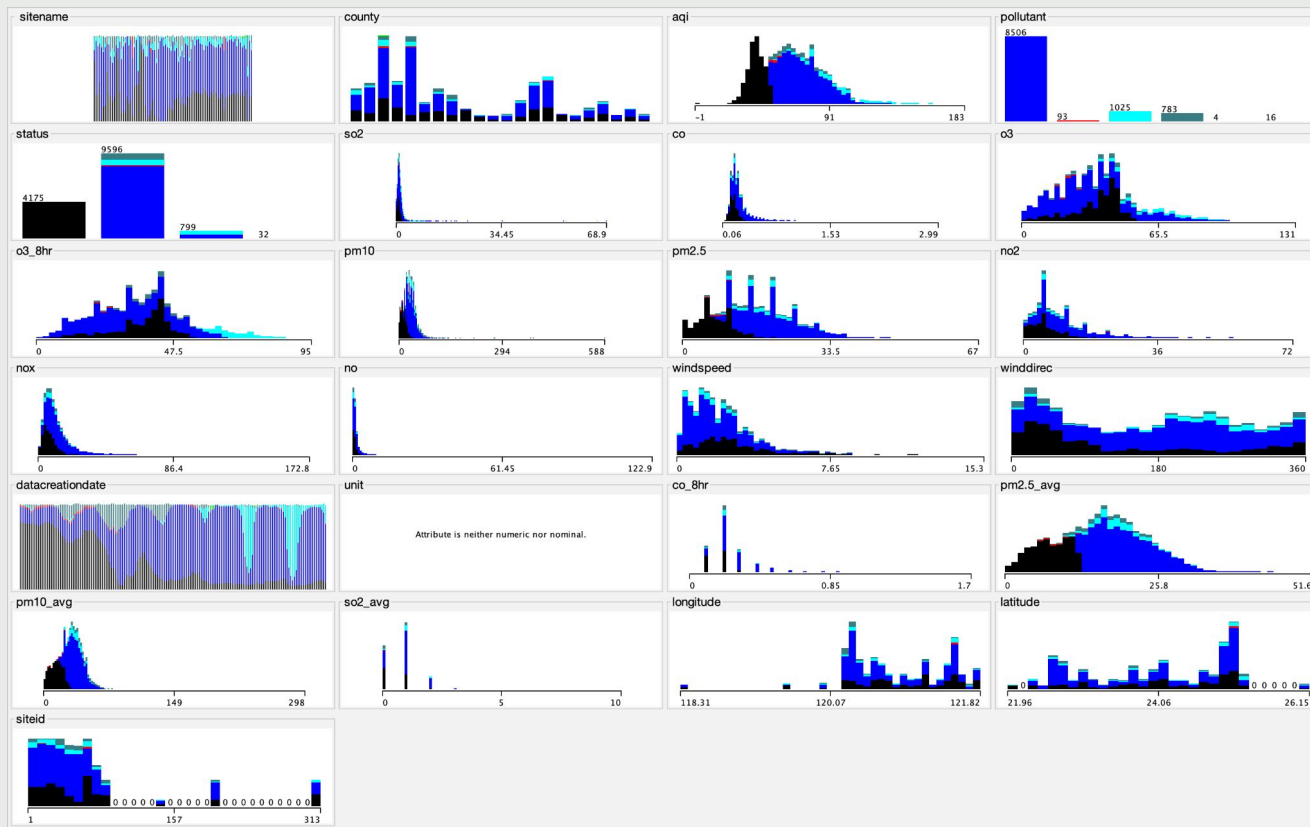 sitename
county
aqi
-1 91 183
pollutant
8506 93 1025 783 4 16
status
4175 9596 799 32
so2
0 34.45 68.9
co
0.06 1.53 2.99
o3
0 65.5 131
o3_8hr
0 47.5 95
pm10
0 294 588
pm2.5
0 33.5 67
no2
0 36 72
nox
0 86.4 172.8
no
0 61.45 122.9
windspeed
0 7.65 15.3
winddirec
0 180 360
datacreationdate
unit
Attribute is neither numeric nor nominal.
co_8hr
0 0.85 1.7
pm2.5_avg
0 25.8 51.6
pm10_avg
0 149 298
so2_avg
0 5 10
longitude
118.31 120.07 121.82
latitude
0 0 0 0 0 0
21.96 24.06 26.15
siteid
0 0 0 0 0 0 0 0 0 0 0 0 0 0 0 0 0 0 0 0
1 157 313